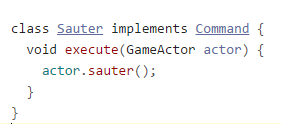 class Sauter implements Command {
  void execute(GameActor actor) {
    actor.sauter();
  }
}